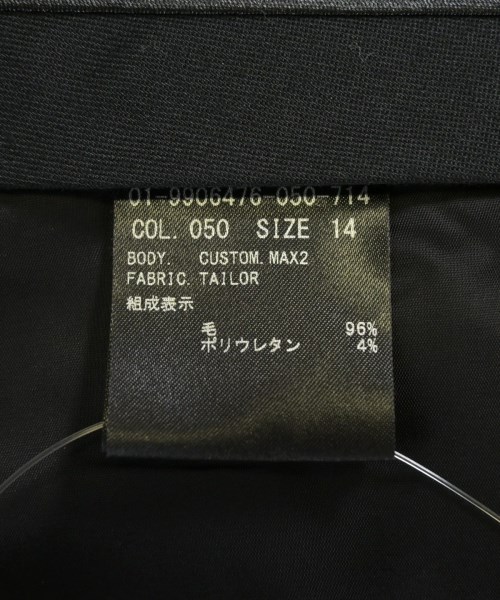 01-9906476-050-714
COL. 050 SIZE 14
BODY. CUSTOM. MAX2
FABRIC. TAILOR
組成表示
毛 96%
ポリウレタン 4%